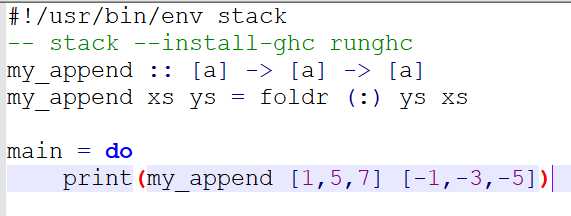 #!/usr/bin/env stack
-- stack --install-ghc runghc
my_append :: [a] -> [a] -> [a]
my_append xs ys = foldr (:) ys xs
main = do
    print(my_append [1,5,7] [-1,-3,-5])